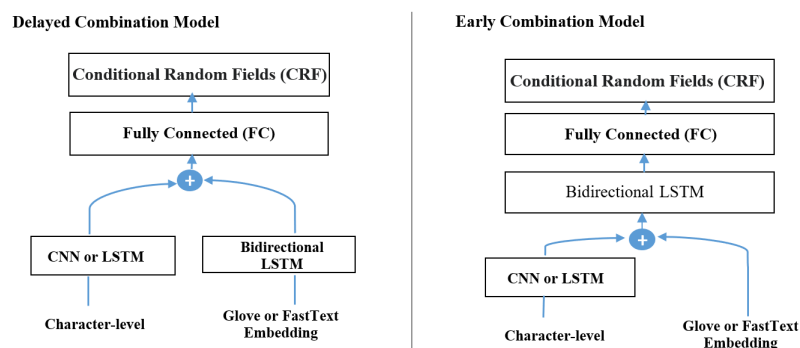 Delayed Combination Model
Conditional Random Fields (CRF)
Fully Connected (FC)
+
CNN or LSTM
Bidirectional
LSTM
Character-level
Glove or FastText
Embedding
Early Combination Model
Conditional Random Fields (CRF)
Fully Connected (FC)
Bidirectional LSTM
+
CNN or LSTM
Character-level
Glove or FastText
Embedding